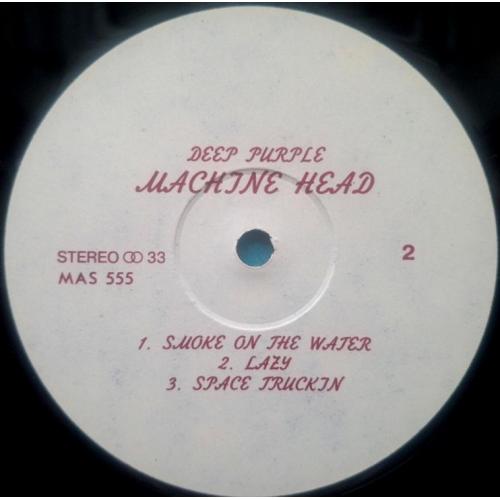 DEEP PURPLE
MACHINE HEAD
STEREO 33
MAS 555
2
1. SMOKE ON THE WATER
2. LAZY
3. SPACE TRUCKIN